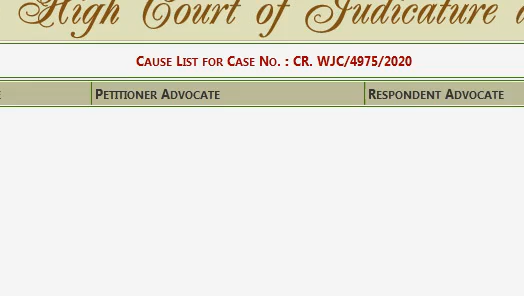 High Court of Judicature
Cause List for Case No. : CR. WJC/4975/2020
Petitioner Advocate Respondent Advocate